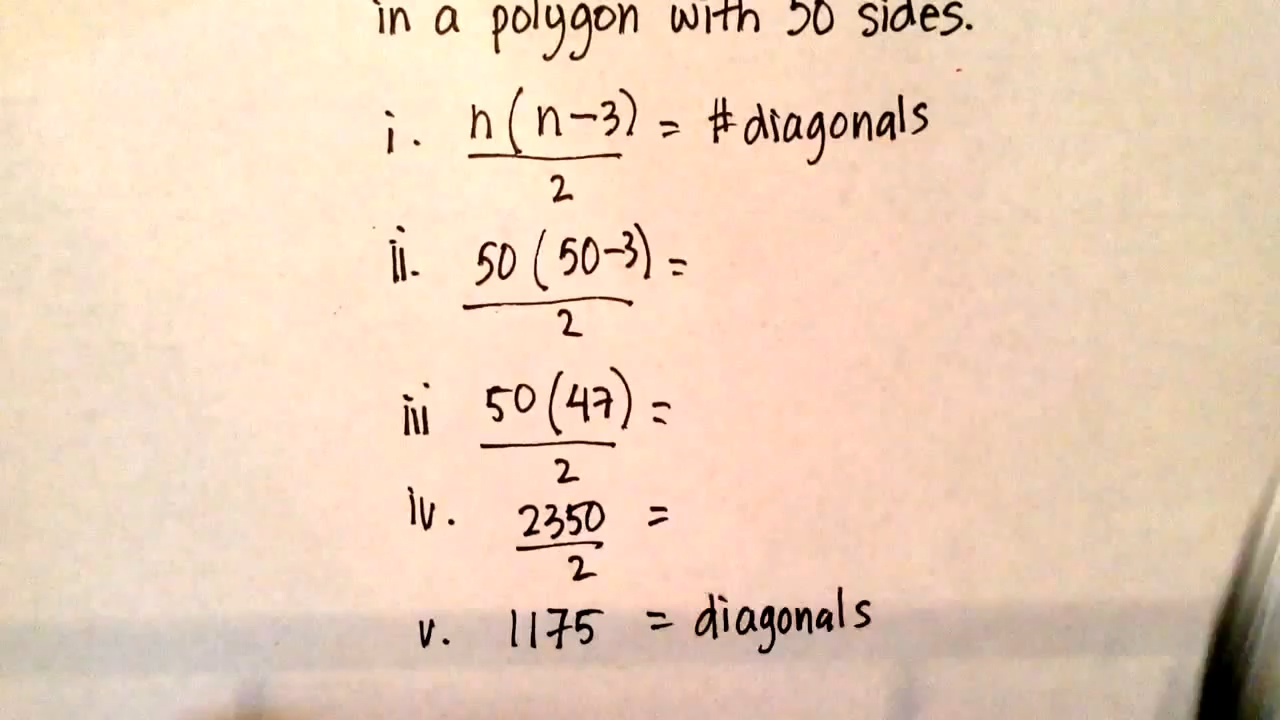 in a polygon with 50 sides.
i. n(n-3) = #diagonals
2
ii. 50(50-3) =
2
iii 50(47) =
2
iv. 2350 =
2
v. 1175 = diagonals